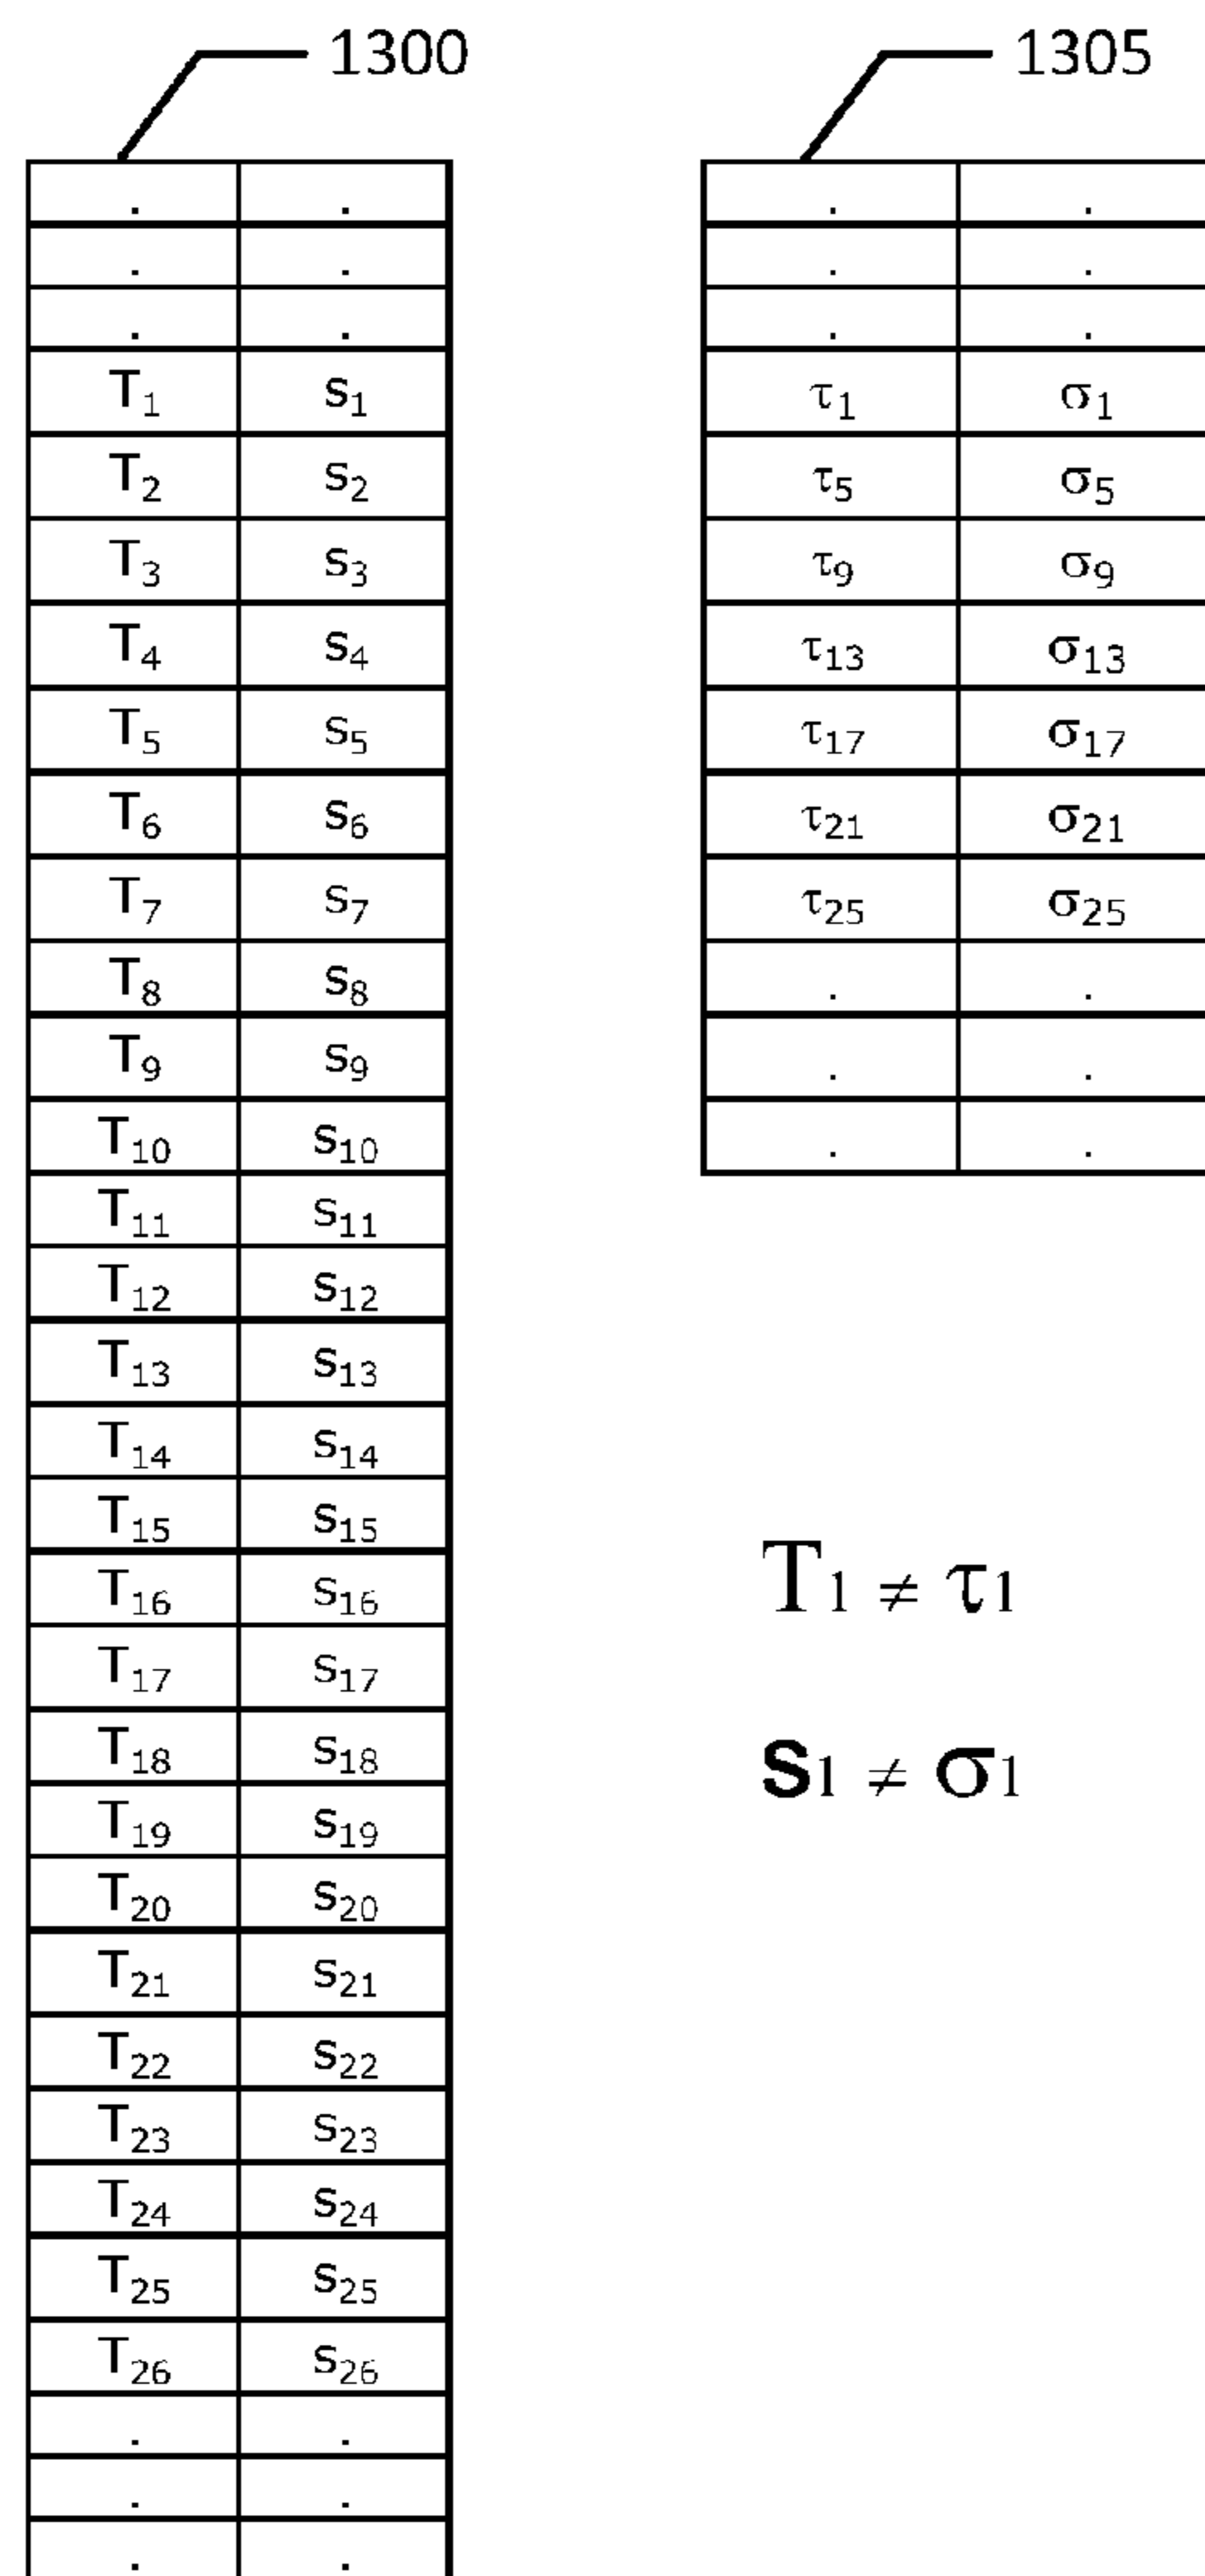 1300 1305
. . . .
. . . .
. . . .
T₁ s₁ τ₁ σ₁
T₂ s₂ τ₅ σ₅
T₃ s₃ τ₉ σ₉
T₄ s₄ τ₁₃ σ₁₃
T₅ s₅ τ₁₇ σ₁₇
T₆ s₆ τ₂₁ σ₂₁
T₇ s₇ τ₂₅ σ₂₅
T₈ s₈ . .
T₉ s₉ . .
T₁₀ s₁₀ . .
T₁₁ s₁₁
T₁₂ s₁₂
T₁₃ s₁₃
T₁₄ s₁₄
T₁₅ s₁₅
T₁₆ s₁₆
T₁₇ s₁₇
T₁₈ s₁₈
T₁₉ s₁₉
T₂₀ s₂₀
T₂₁ s₂₁
T₂₂ s₂₂
T₂₃ s₂₃
T₂₄ s₂₄
T₂₅ s₂₅
T₂₆ s₂₆
. .
. .
. .
T₁ ≠ τ₁
s₁ ≠ σ₁